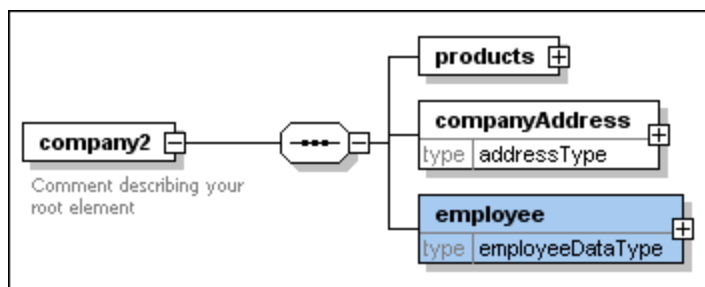 products
company2
Comment describing your
root element
companyAddress
type addressType
employee
type employeeDataType